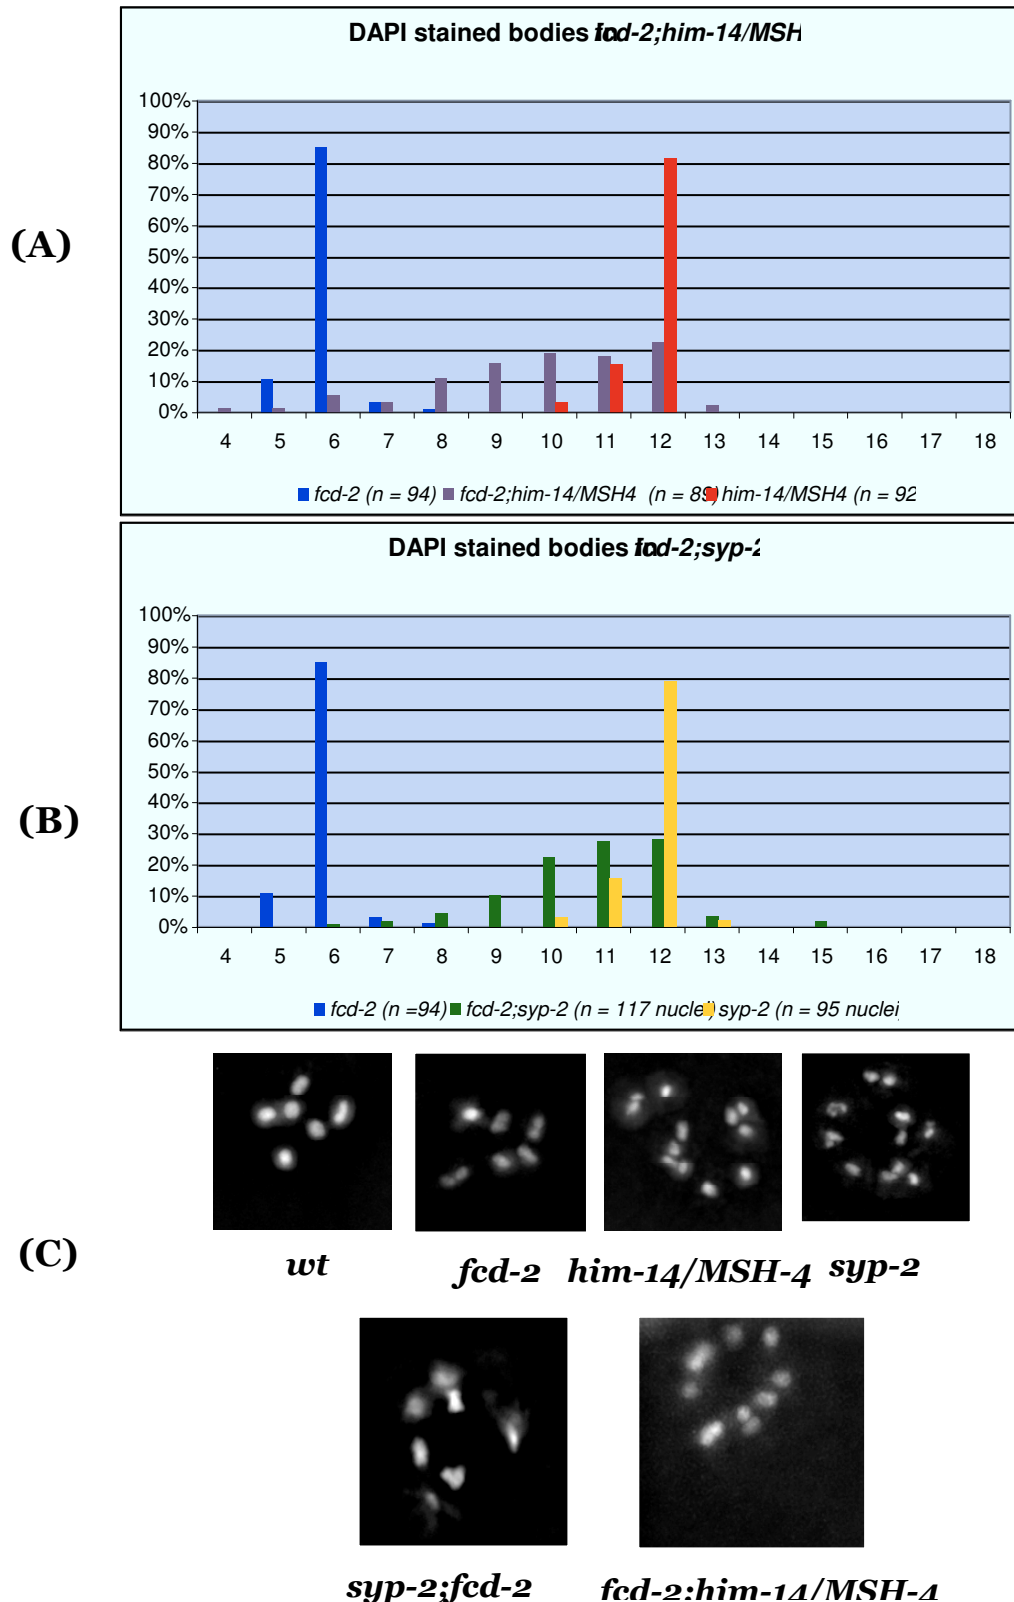 DAPI stained bodies in fcd-2;him-14/MSH
100%
90%
80%
70%
60%
50%
40%
30%
20%
10%
0%
4 5 6 7 8 9 10 11 12 13 14 15 16 17 18
fcd-2 (n = 94) fcd-2;him-14/MSH4 (n = 89) him-14/MSH4 (n = 92
(A)
DAPI stained bodies in fcd-2;syp-2
100%
90%
80%
70%
60%
50%
40%
30%
20%
10%
0%
4 5 6 7 8 9 10 11 12 13 14 15 16 17 18
fcd-2 (n =94) fcd-2;syp-2 (n = 117 nuclei) syp-2 (n = 95 nuclei)
(B)
(C)
wt fcd-2 him-14/MSH-4 syp-2
syp-2;fcd-2 fcd-2;him-14/MSH-4